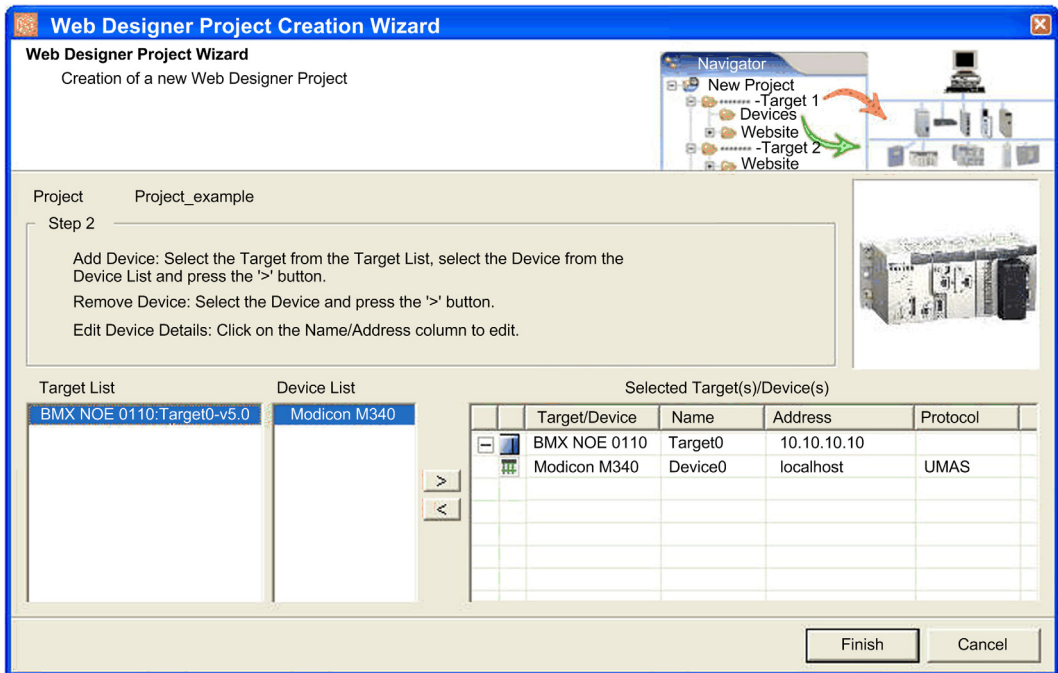 Web Designer Project Creation Wizard
Web Designer Project Wizard
Creation of a new Web Designer Project
Navigator
New Project
-Target 1
Devices
Website
-Target 2
Website
Project Project_example
Step 2
Add Device: Select the Target from the Target List, select the Device from the
Device List and press the '>' button.
Remove Device: Select the Device and press the '>' button.
Edit Device Details: Click on the Name/Address column to edit.
Target List Device List Selected Target(s)/Device(s)
BMX NOE 0110:Target0-v5.0 Modicon M340
Target/Device Name Address Protocol
BMX NOE 0110 Target0 10.10.10.10
Modicon M340 Device0 localhost UMAS
>
<
Finish Cancel